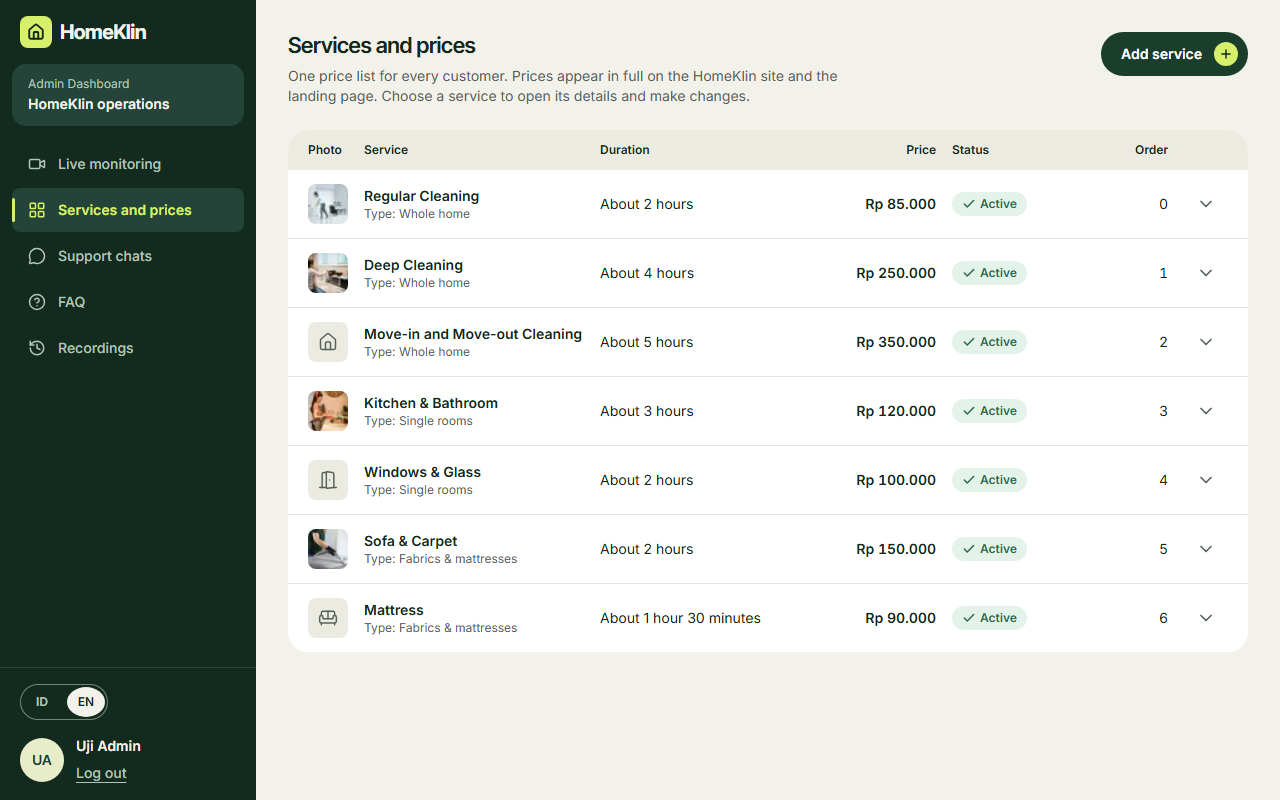 HomeKlin
Admin Dashboard
HomeKlin operations
Live monitoring
Services and prices
Support chats
FAQ
Recordings
ID EN
UA
Uji Admin
Log out
Services and prices
One price list for every customer. Prices appear in full on the HomeKlin site and the
landing page. Choose a service to open its details and make changes.
Add service
Photo Service Duration Price Status Order
Regular Cleaning
Type: Whole home
About 2 hours Rp 85.000 Active 0
Deep Cleaning
Type: Whole home
About 4 hours Rp 250.000 Active 1
Move-in and Move-out Cleaning
Type: Whole home
About 5 hours Rp 350.000 Active 2
Kitchen & Bathroom
Type: Single rooms
About 3 hours Rp 120.000 Active 3
Windows & Glass
Type: Single rooms
About 2 hours Rp 100.000 Active 4
Sofa & Carpet
Type: Fabrics & mattresses
About 2 hours Rp 150.000 Active 5
Mattress
Type: Fabrics & mattresses
About 1 hour 30 minutes Rp 90.000 Active 6